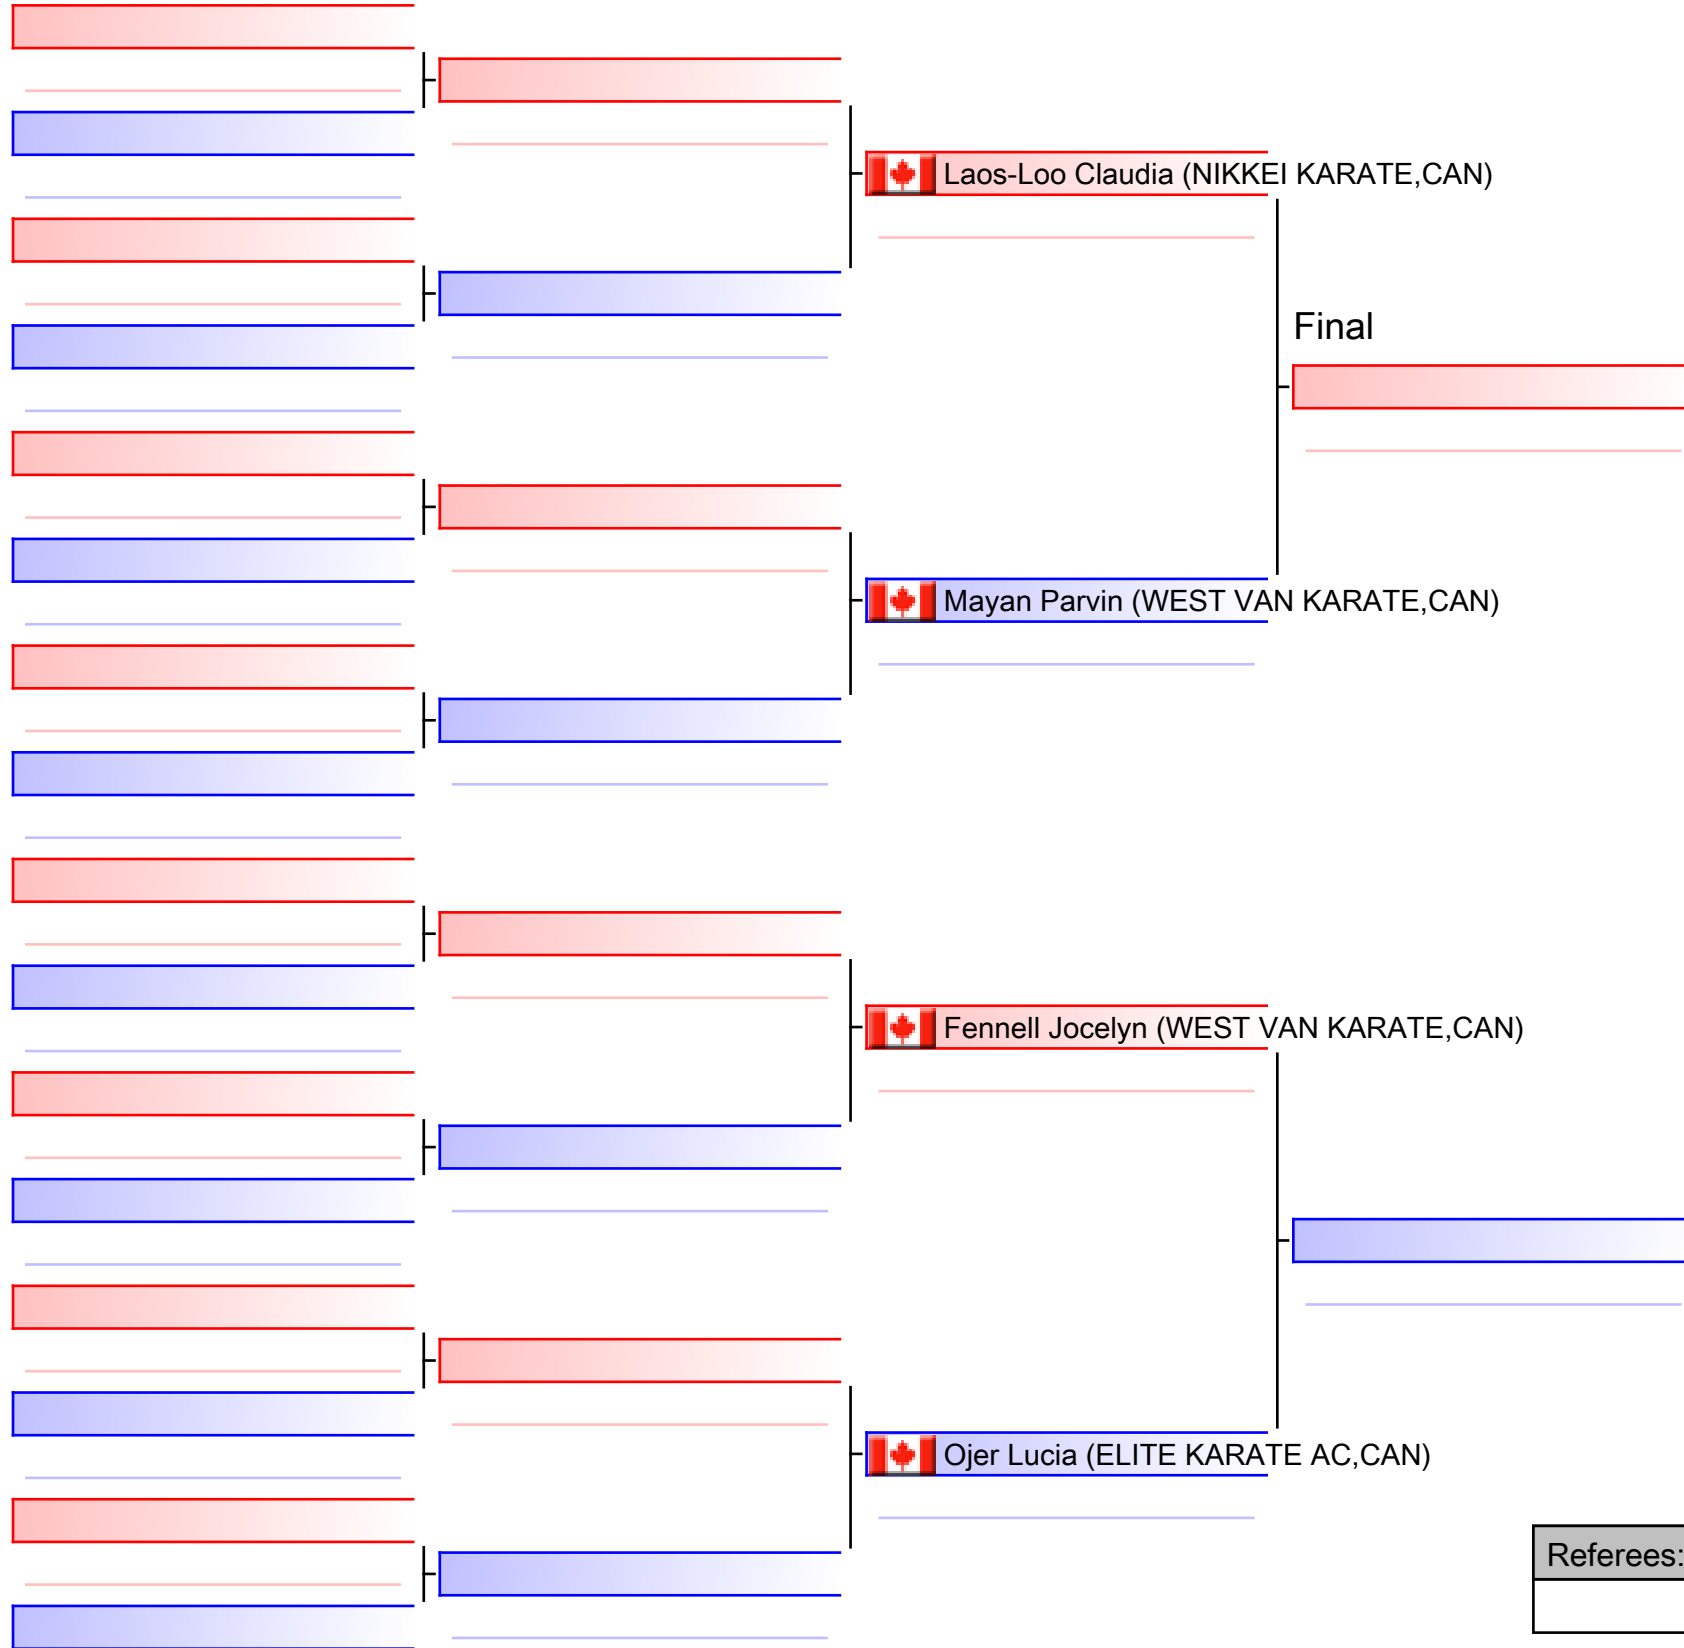 Laos-Loo Claudia (NIKKEI KARATE,CAN)
Final
Mayan Parvin (WEST VAN KARATE,CAN)
Fennell Jocelyn (WEST VAN KARATE,CAN)
Ojer Lucia (ELITE KARATE AC,CAN)
Referees: